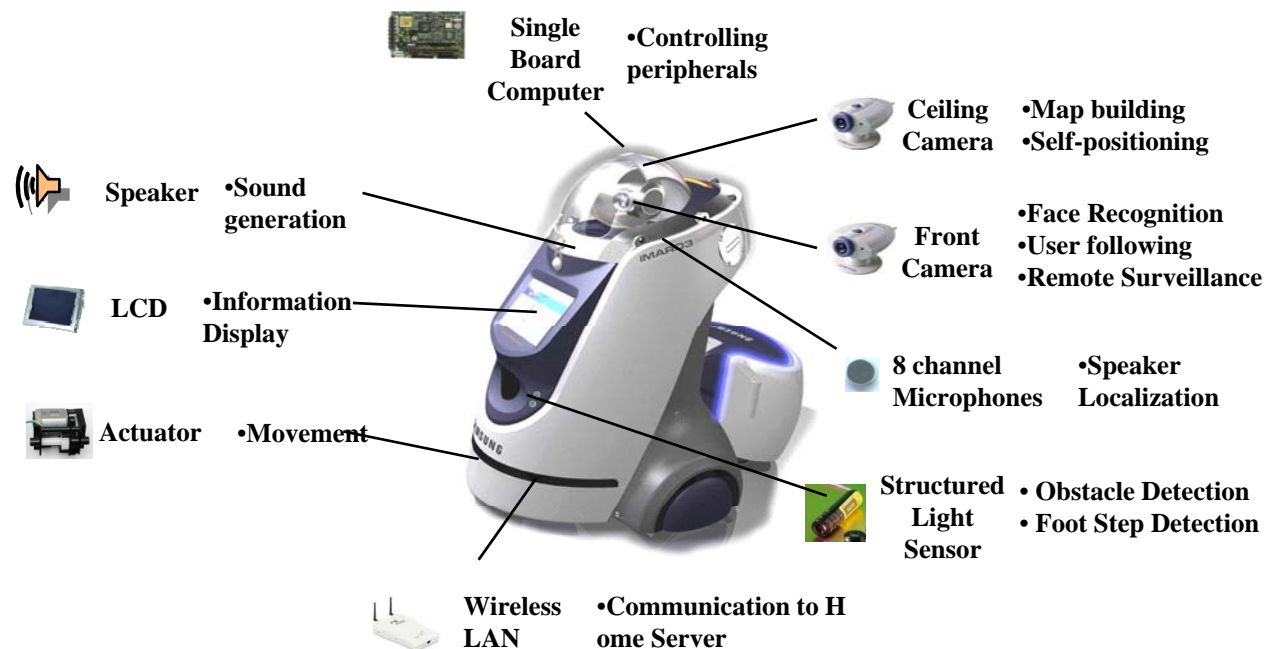 Single
Board
Computer
•Controlling
peripherals
Ceiling
Camera
•Map building
•Self-positioning
Speaker
•Sound
generation
Front
Camera
•Face Recognition
•User following
•Remote Surveillance
LCD
•Information
Display
8 channel
Microphones
•Speaker
Localization
Actuator
•Movement
Structured
Light
Sensor
• Obstacle Detection
• Foot Step Detection
Wireless
LAN
•Communication to H
ome Server
iMARO3
SAMSUNG